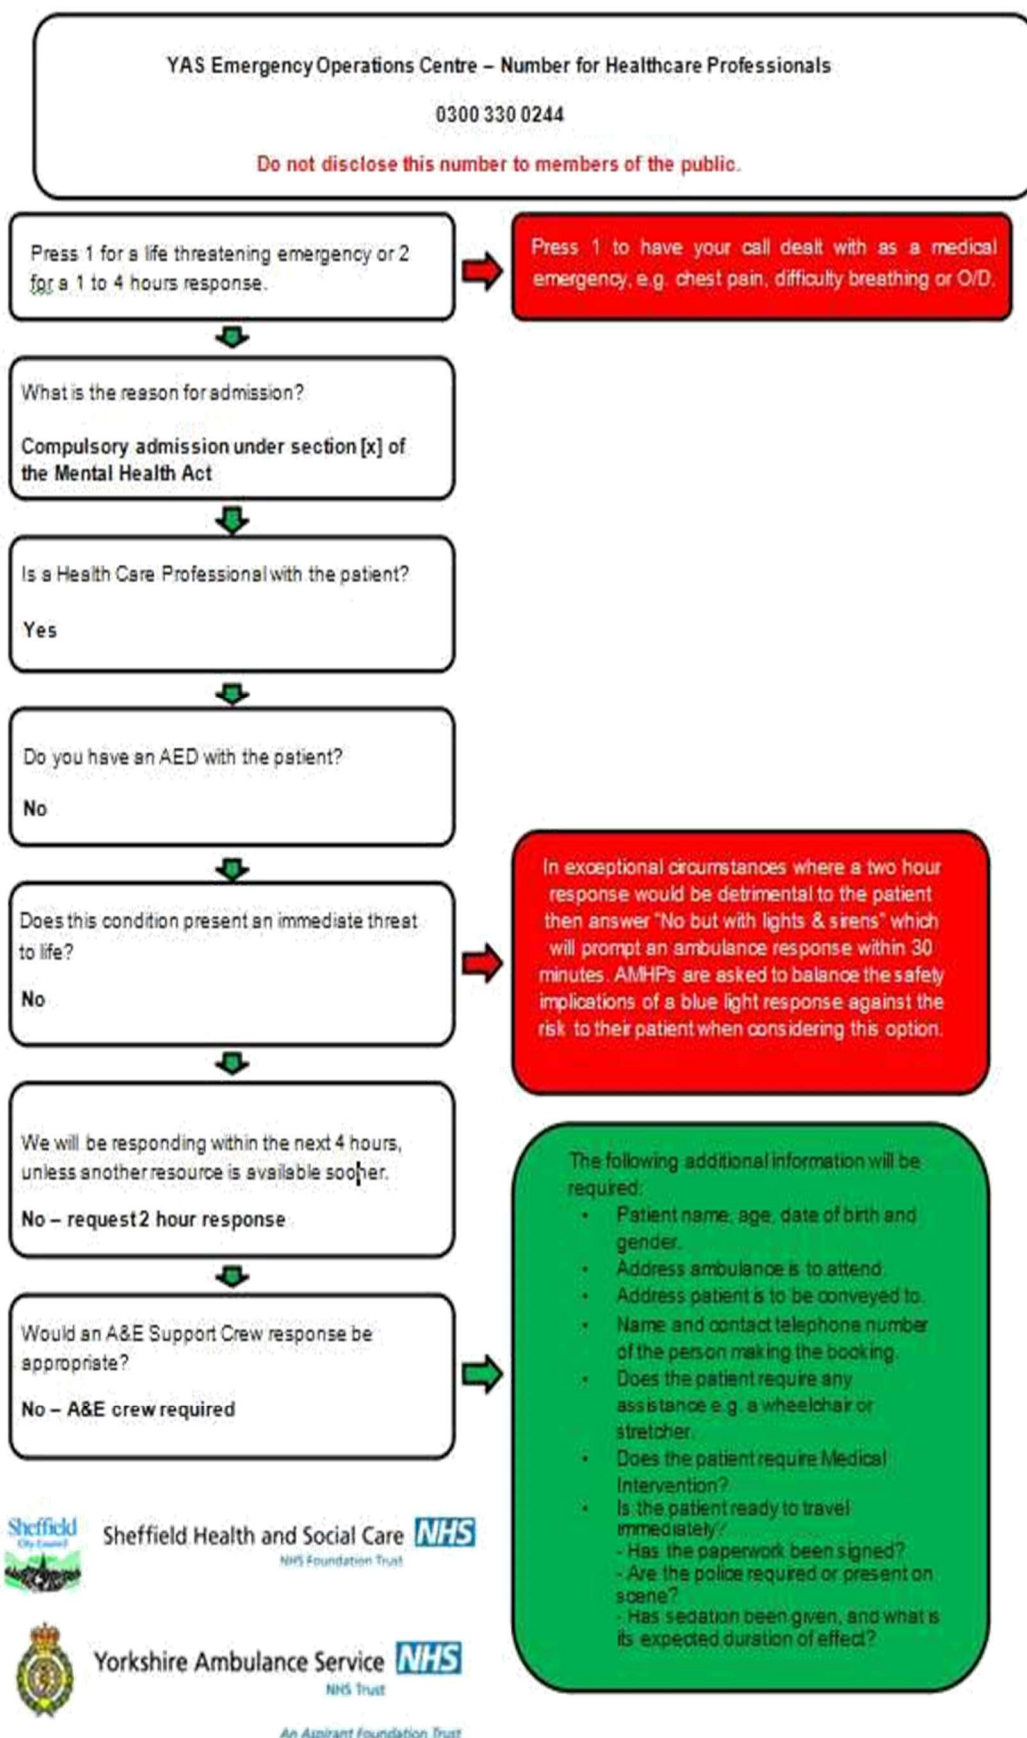 YAS Emergency Operations Centre – Number for Healthcare Professionals
0300 330 0244
Do not disclose this number to members of the public.
Press 1 for a life threatening emergency or 2
for a 1 to 4 hours response.
Press 1 to have your call dealt with as a medical
emergency, e.g. chest pain, difficulty breathing or O/D.
What is the reason for admission?
Compulsory admission under section [x] of
the Mental Health Act
Is a Health Care Professional with the patient?
Yes
Do you have an AED with the patient?
No
Does this condition present an immediate threat
to life?
No
In exceptional circumstances where a two hour
response would be detrimental to the patient
then answer "No but with lights & sirens" which
will prompt an ambulance response within 30
minutes. AMHPs are asked to balance the safety
implications of a blue light response against the
risk to their patient when considering this option.
We will be responding within the next 4 hours,
unless another resource is available sooner.
No – request 2 hour response
Would an A&E Support Crew response be
appropriate?
No – A&E crew required
The following additional information will be
required:
• Patient name, age, date of birth and
gender.
• Address ambulance is to attend.
• Address patient is to be conveyed to.
• Name and contact telephone number
of the person making the booking.
• Does the patient require any
assistance e.g. a wheelchair or
stretcher.
• Does the patient require Medical
Intervention?
• Is the patient ready to travel
immediately?
- Has the paperwork been signed?
- Are the police required or present on
scene?
- Has sedation been given, and what is
its expected duration of effect?
Sheffield
City Council
Sheffield Health and Social Care NHS
NHS Foundation Trust
Yorkshire Ambulance Service NHS
NHS Trust
An Aspirant Foundation Trust